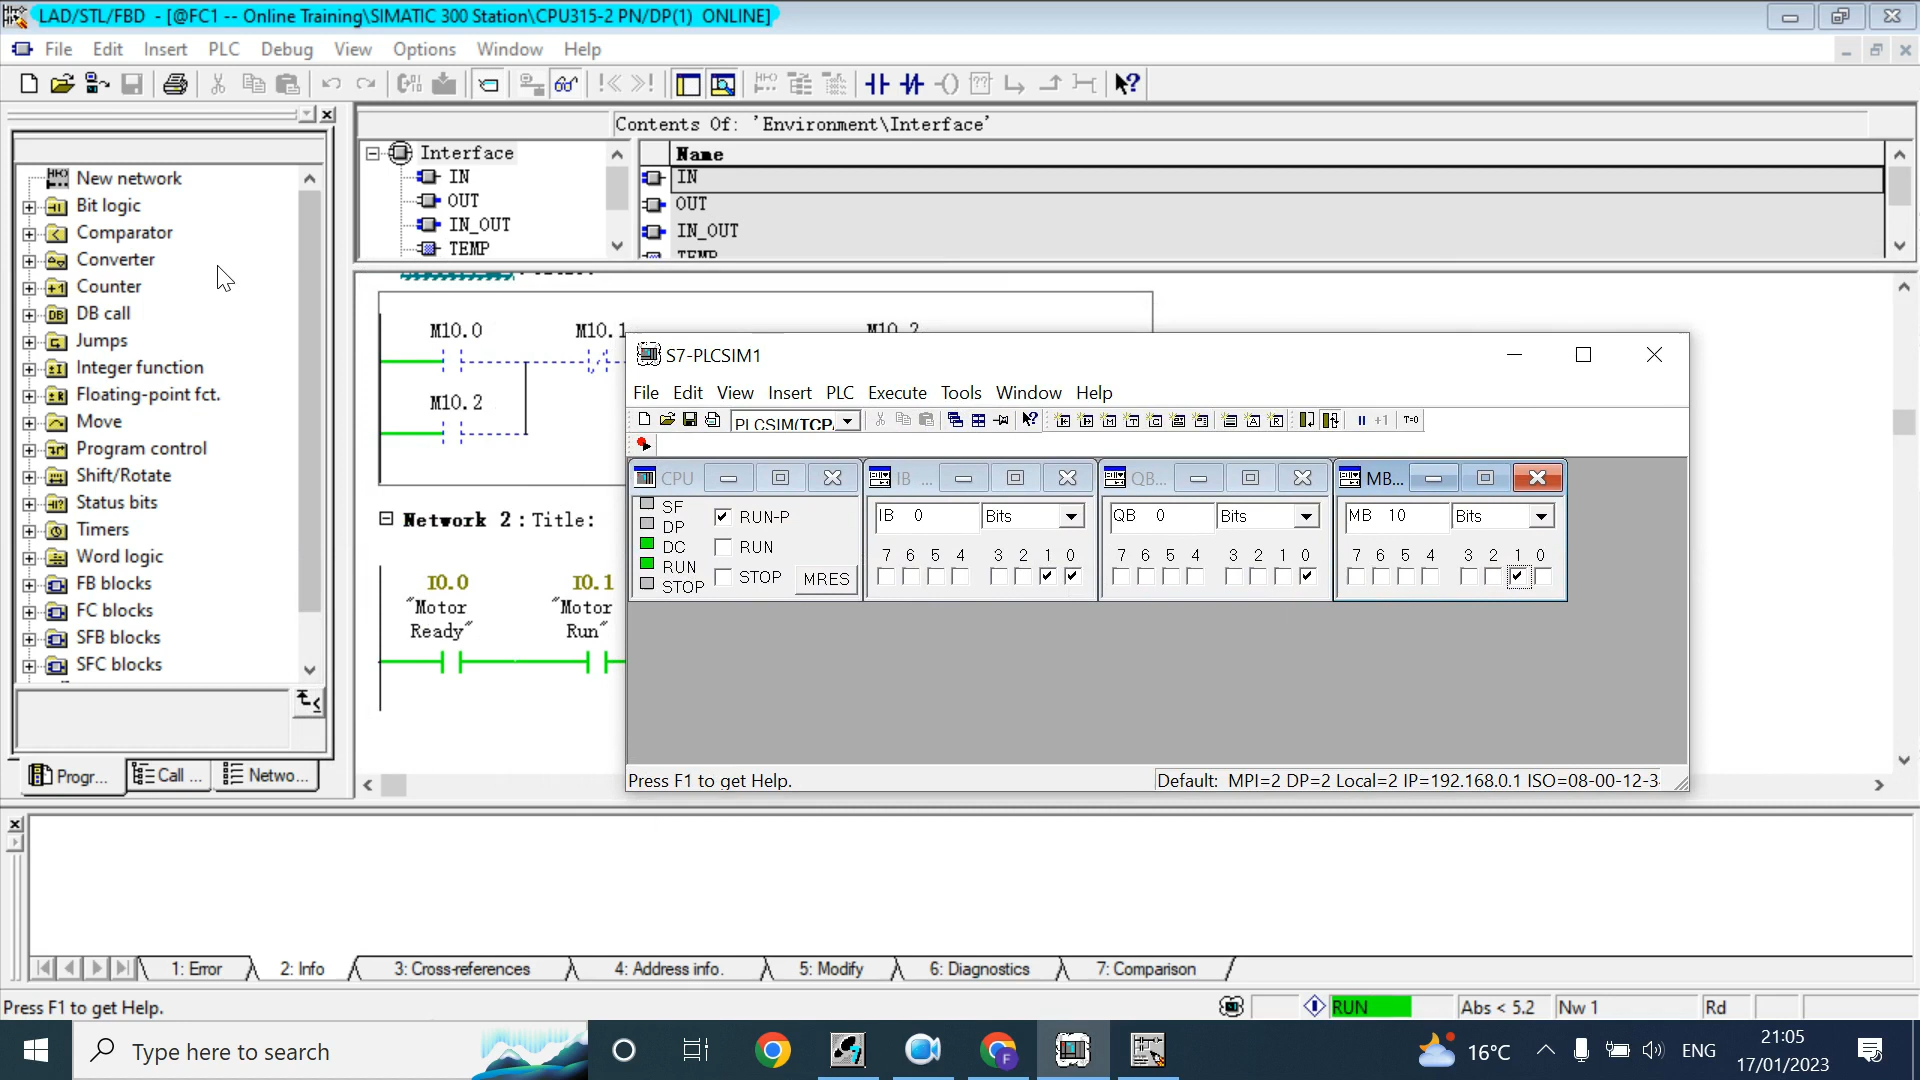 LAD/STL/FBD - [@FC1 -- Online Training\SIMATIC 300 Station\CPU315-2 PN/DP(1) ONLINE]
File Edit Insert PLC Debug View Options Window Help
Contents Of: 'Environment\Interface'
Interface
IN
OUT
IN_OUT
TEMP
Name
IN
OUT
IN_OUT
TEMP
New network
Bit logic
Comparator
Converter
Counter
DB call
Jumps
Integer function
Floating-point fct.
Move
Program control
Shift/Rotate
Status bits
Timers
Word logic
FB blocks
FC blocks
SFB blocks
SFC blocks
Progr...
Call ...
Netwo...
M10.0 M10.1 M10.2
M10.2
Network 2 : Title:
I0.0 I0.1
"Motor "Motor
Ready" Run"
S7-PLCSIM1
File Edit View Insert PLC Execute Tools Window Help
PLCSIM(TCP/
+1 T=0
CPU
SF
DP
DC
RUN
STOP
RUN-P
RUN
STOP
MRES
IB ...
IB 0 Bits
7 6 5 4 3 2 1 0
QB...
QB 0 Bits
7 6 5 4 3 2 1 0
MB...
MB 10 Bits
7 6 5 4 3 2 1 0
Press F1 to get Help.
Default: MPI=2 DP=2 Local=2 IP=192.168.0.1 ISO=08-00-12-3
1: Error 2: Info 3: Cross-references 4: Address info. 5: Modify 6: Diagnostics 7: Comparison
Press F1 to get Help.
RUN
Abs < 5.2
Nw 1
Rd
Type here to search
16°C
ENG
21:05
17/01/2023